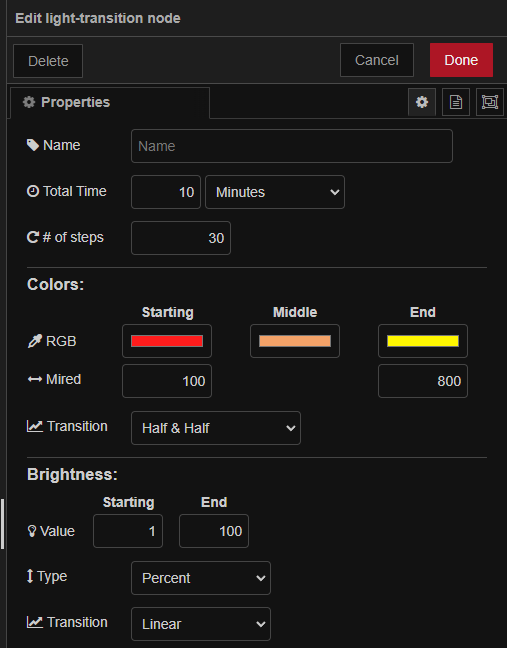 Edit light-transition node
Delete
Cancel
Done
Properties
Name
Name
Total Time
10
Minutes
# of steps
30
Colors:
Starting
Middle
End
RGB
Mired
100
800
Transition
Half & Half
Brightness:
Starting
End
Value
1
100
Type
Percent
Transition
Linear